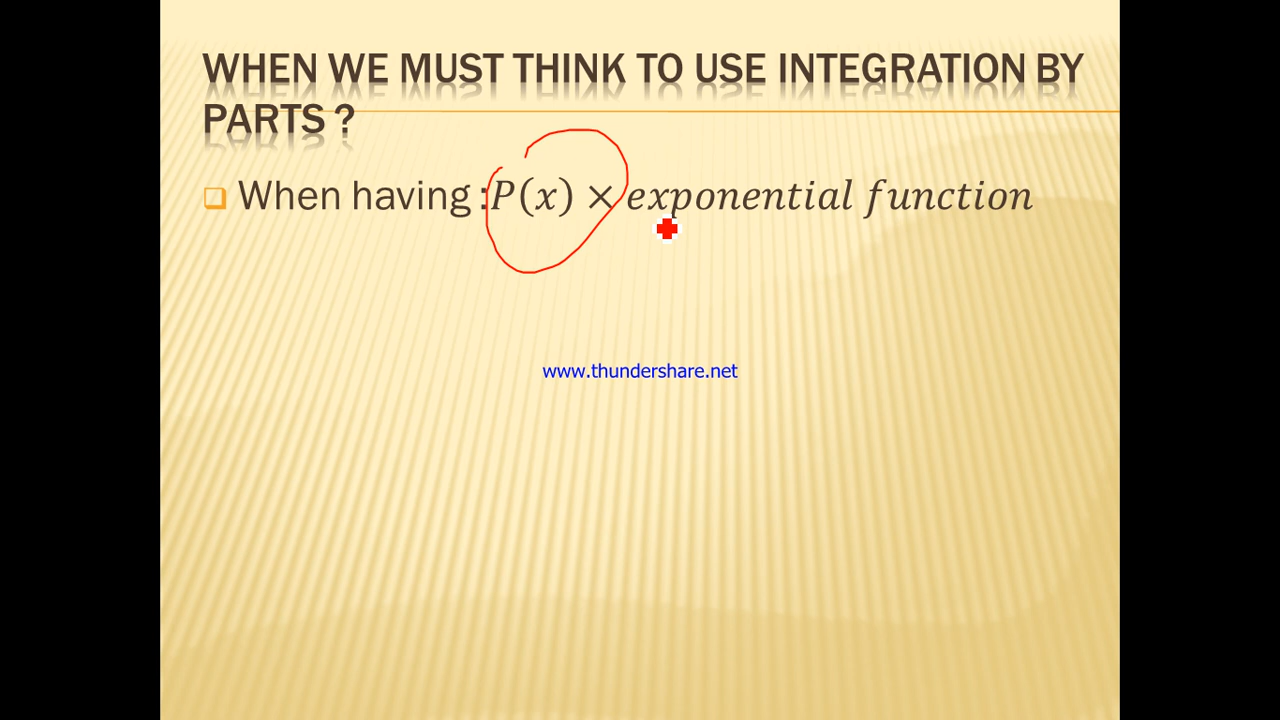 WHEN WE MUST THINK TO USE INTEGRATION BY
PARTS ?
When having : P(x) × exponential function
www.thundershare.net